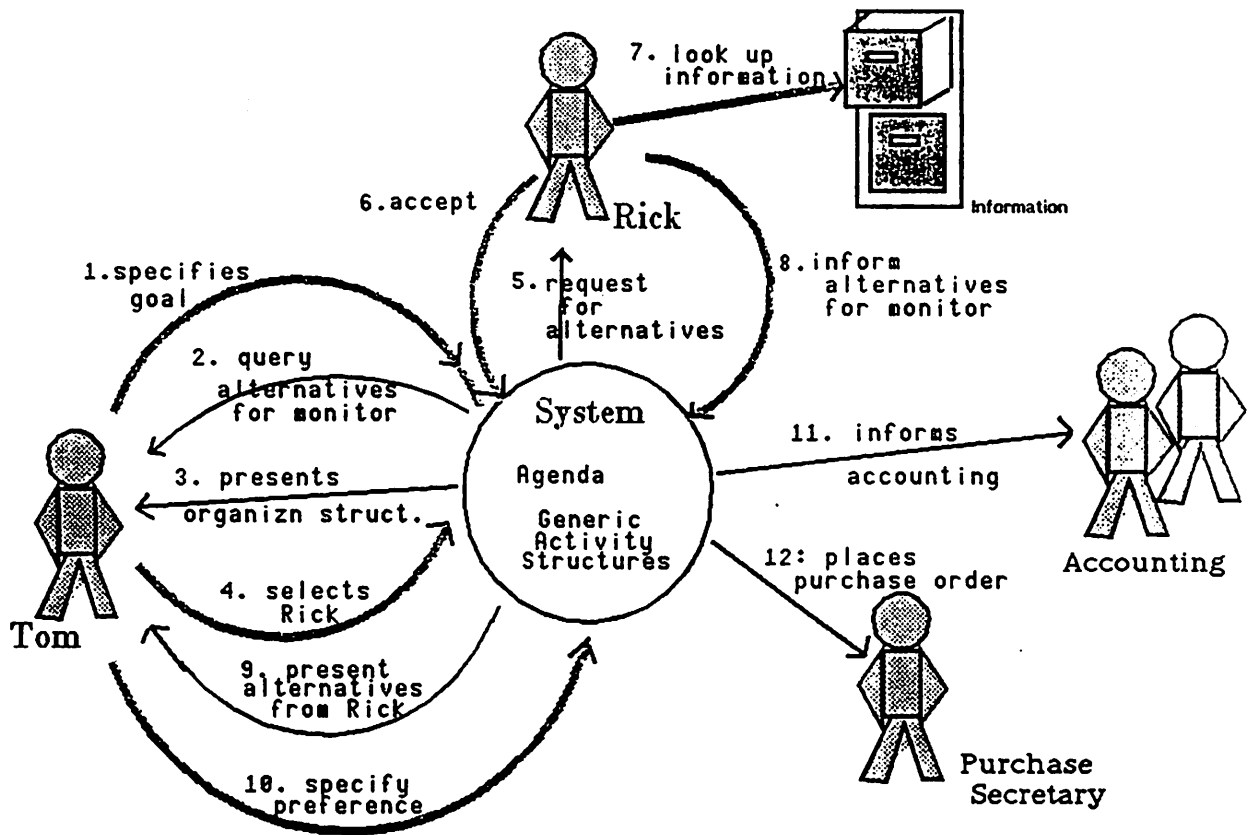 7. look up
information
Information
6.accept
Rick
1.specifies
goal
5.request
for
alternatives
8.inform
alternatives
for monitor
2. query
alternatives
for monitor
System
Agenda
Generic
Activity
Structures
11. informs
accounting
Accounting
3. presents
organizn struct.
4. selects
Rick
Tom
12: places
purchase order
9. present
alternatives
from Rick
10. specify
preference
Purchase
Secretary